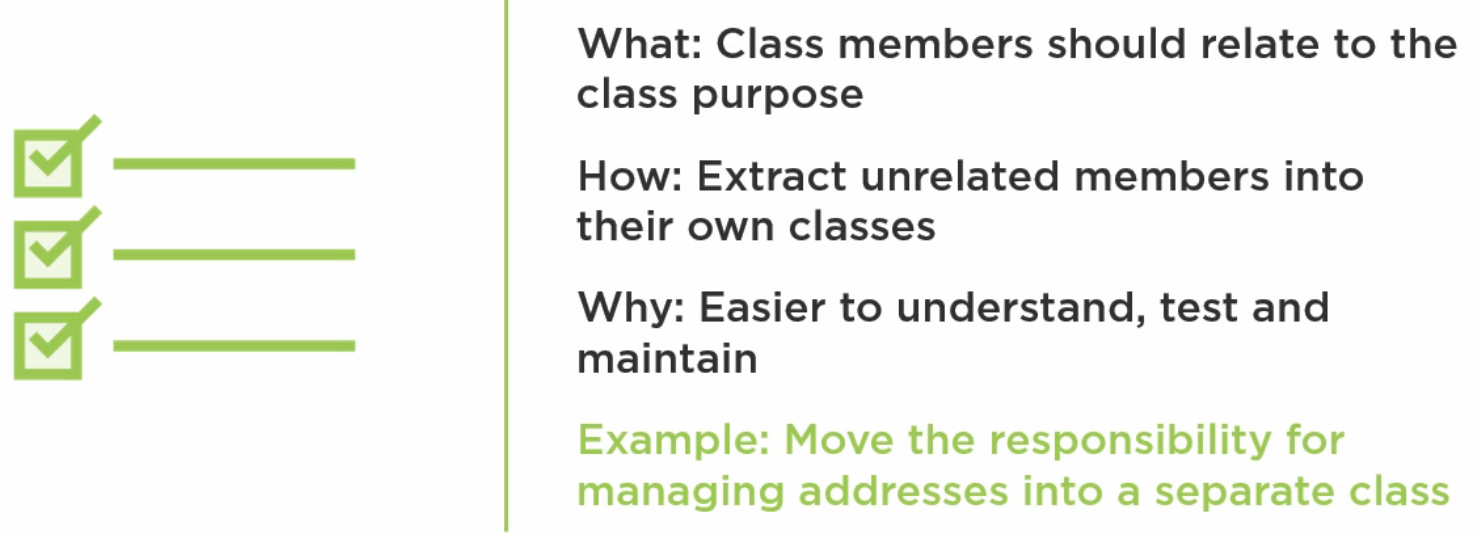 What: Class members should relate to the
class purpose
How: Extract unrelated members into
their own classes
Why: Easier to understand, test and
maintain
Example: Move the responsibility for
managing addresses into a separate class